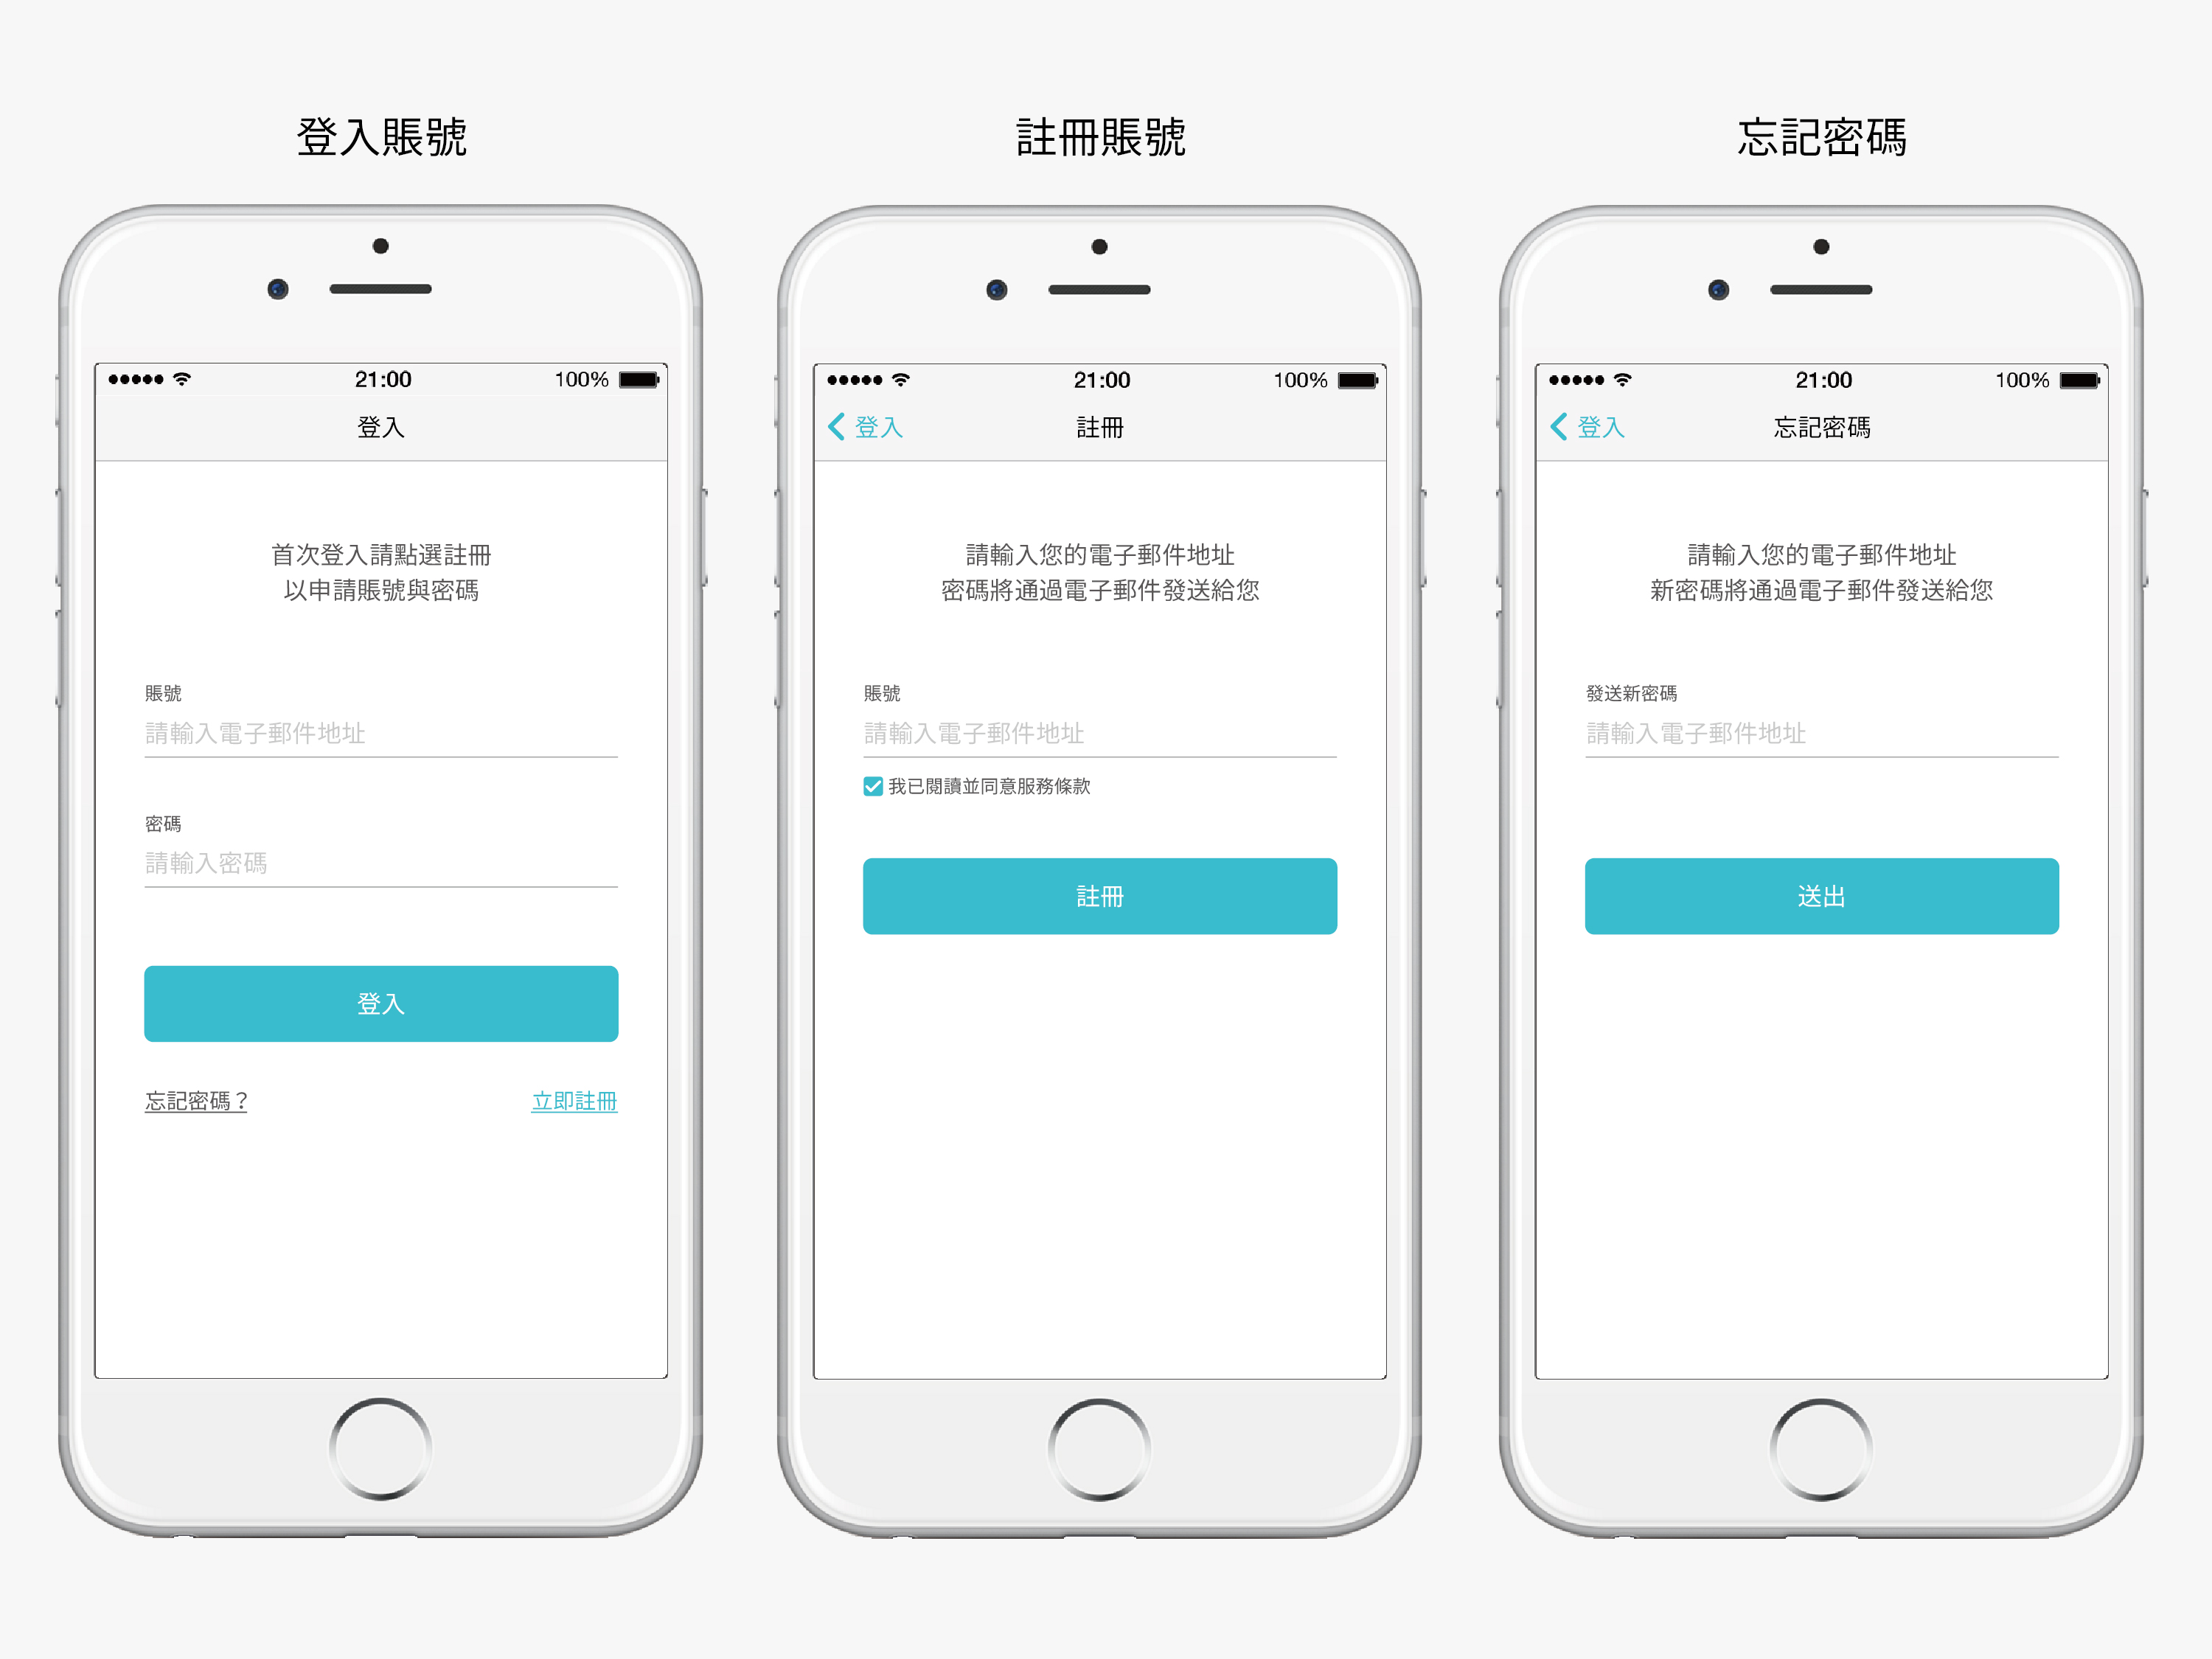 登入賬號
21:00
100%
登入
首次登入請點選註冊
以申請賬號與密碼
賬號
請輸入電子郵件地址
密碼
請輸入密碼
登入
忘記密碼？
立即註冊
註冊賬號
21:00
100%
登入
註冊
請輸入您的電子郵件地址
密碼將通過電子郵件發送給您
賬號
請輸入電子郵件地址
我已閱讀並同意服務條款
註冊
忘記密碼
21:00
100%
登入
忘記密碼
請輸入您的電子郵件地址
新密碼將通過電子郵件發送給您
發送新密碼
請輸入電子郵件地址
送出